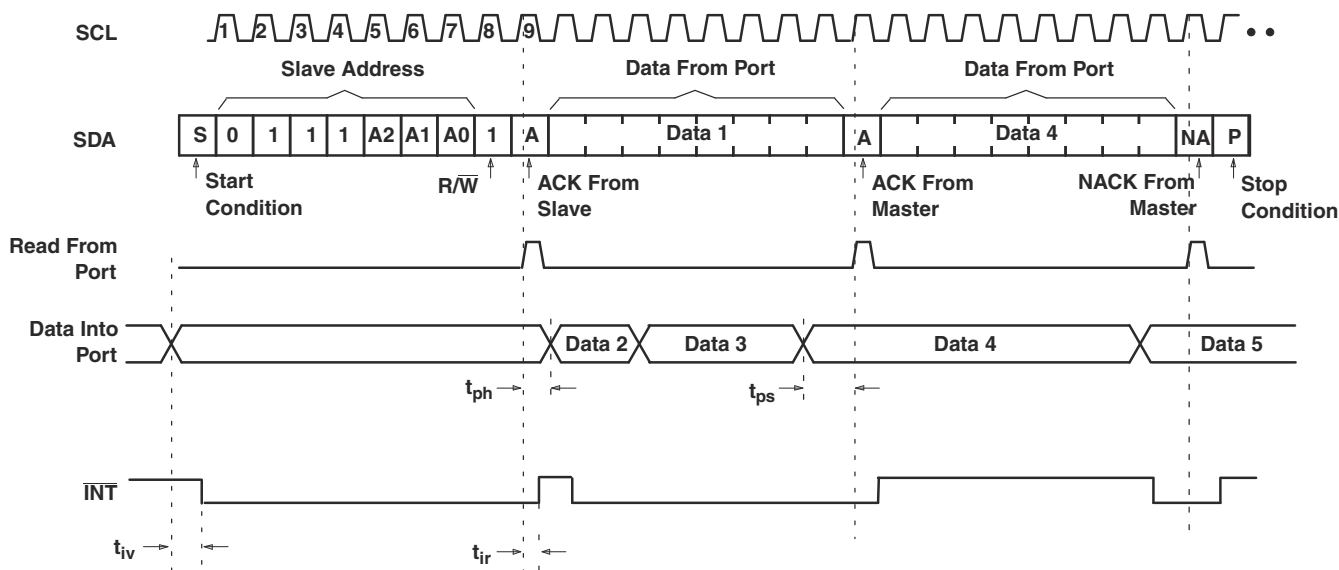 SCL 1 2 3 4 5 6 7 8 9
Slave Address Data From Port Data From Port
SDA S 0 1 1 1 A2 A1 A0 1 A Data 1 A Data 4 NA P
Start
Condition
R/W̅
ACK From
Slave
ACK From
Master
NACK From
Master
Stop
Condition
Read From
Port
Data Into
Port
Data 2 Data 3 Data 4 Data 5
tph tps
I̅N̅T̅
tiv tir